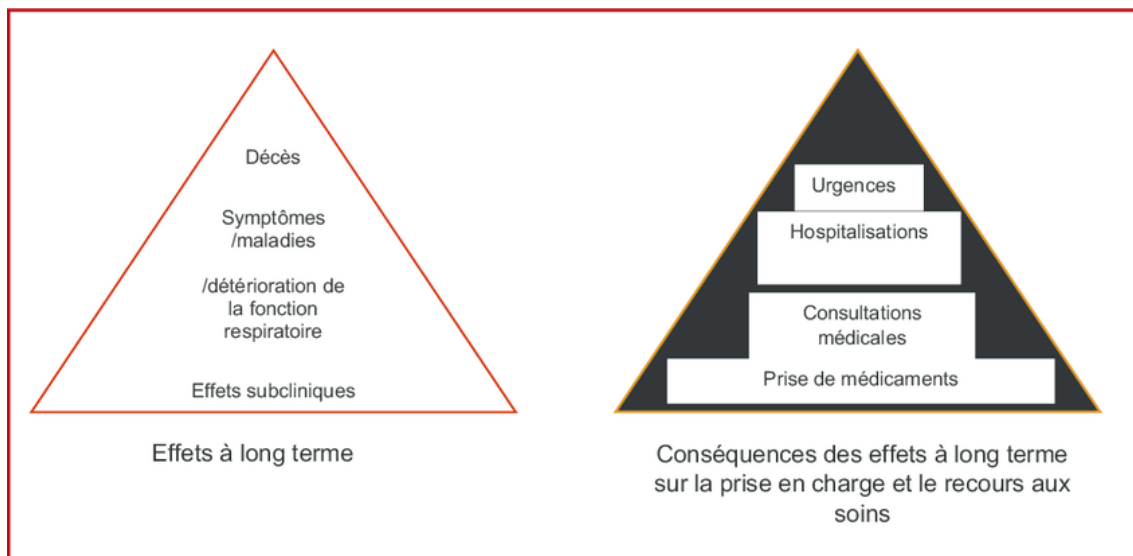 Décès
Symptômes
/maladies
/détérioration de
la fonction
respiratoire
Effets subcliniques
Effets à long terme
Urgences
Hospitalisations
Consultations
médicales
Prise de médicaments
Conséquences des effets à long terme
sur la prise en charge et le recours aux
soins